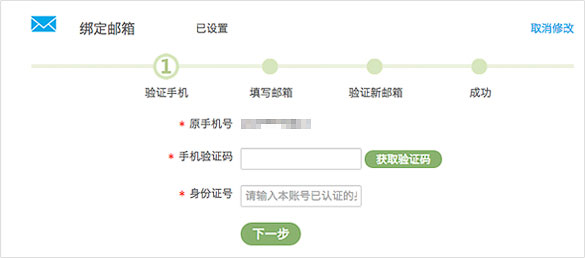 绑定邮箱 已设置 取消修改
1
验证手机 填写邮箱 验证新邮箱 成功
* 原手机号
* 手机验证码 获取验证码
* 身份证号 请输入本账号已认证的
下一步